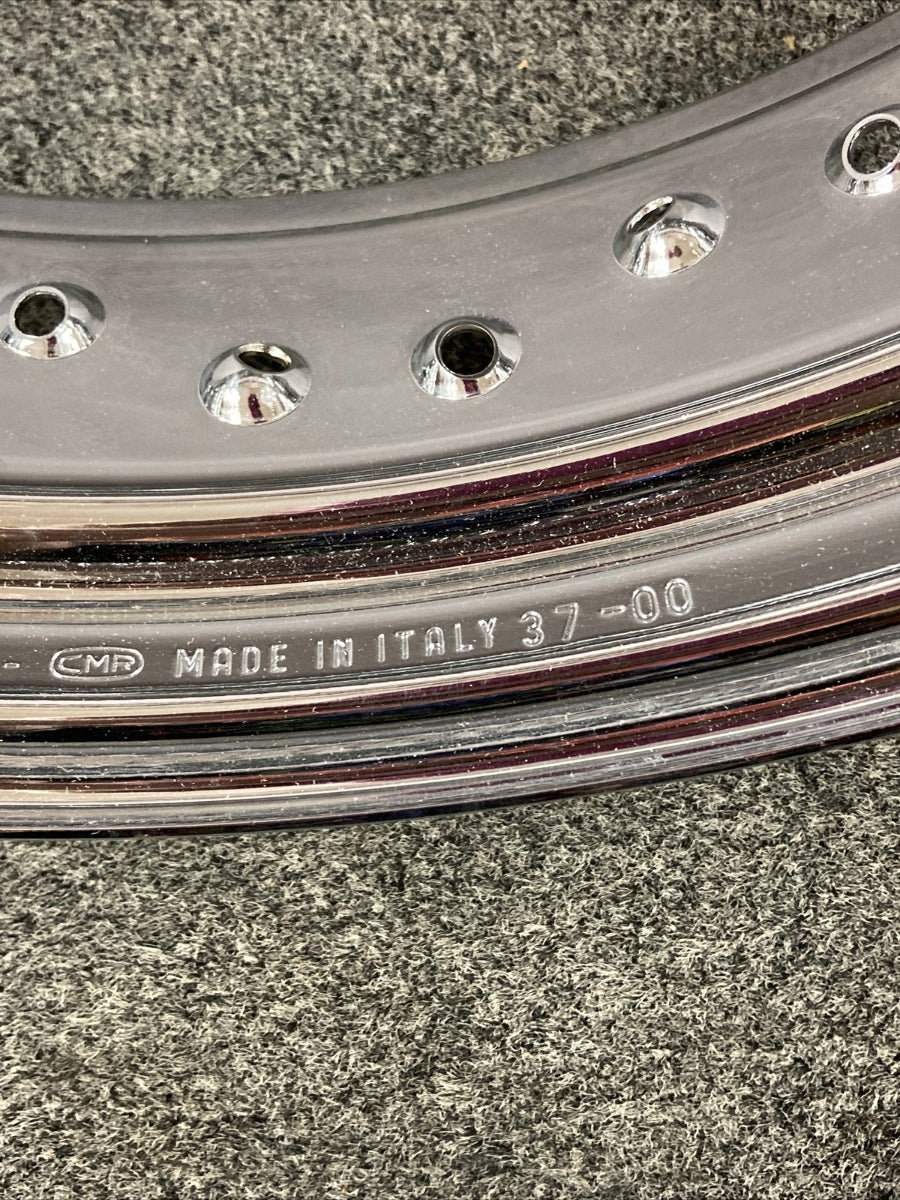 - CMR MADE IN ITALY 37-00